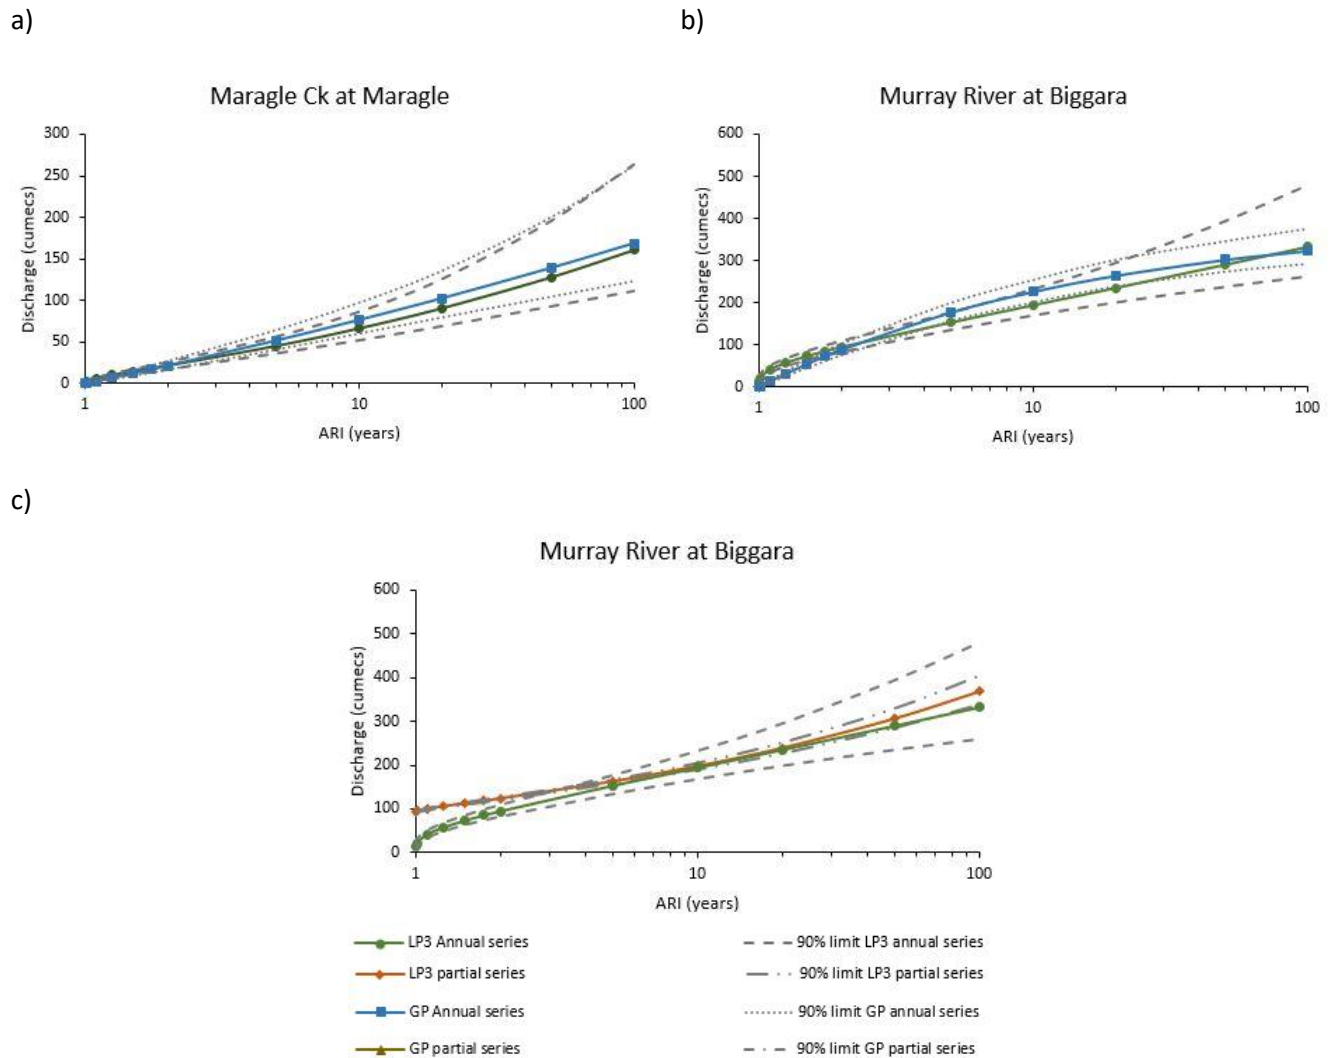 a)
b)
Maragle Ck at Maragle
300
250
200
150
100
50
0
Discharge (cumecs)
1
10
100
ARI (years)
Murray River at Biggara
600
500
400
300
200
100
0
Discharge (cumecs)
1
10
100
ARI (years)
c)
Murray River at Biggara
600
500
400
300
200
100
0
Discharge (cumecs)
1
10
100
ARI (years)
LP3 Annual series
90% limit LP3 annual series
LP3 partial series
90% limit LP3 partial series
GP Annual series
90% limit GP annual series
GP partial series
90% limit GP partial series